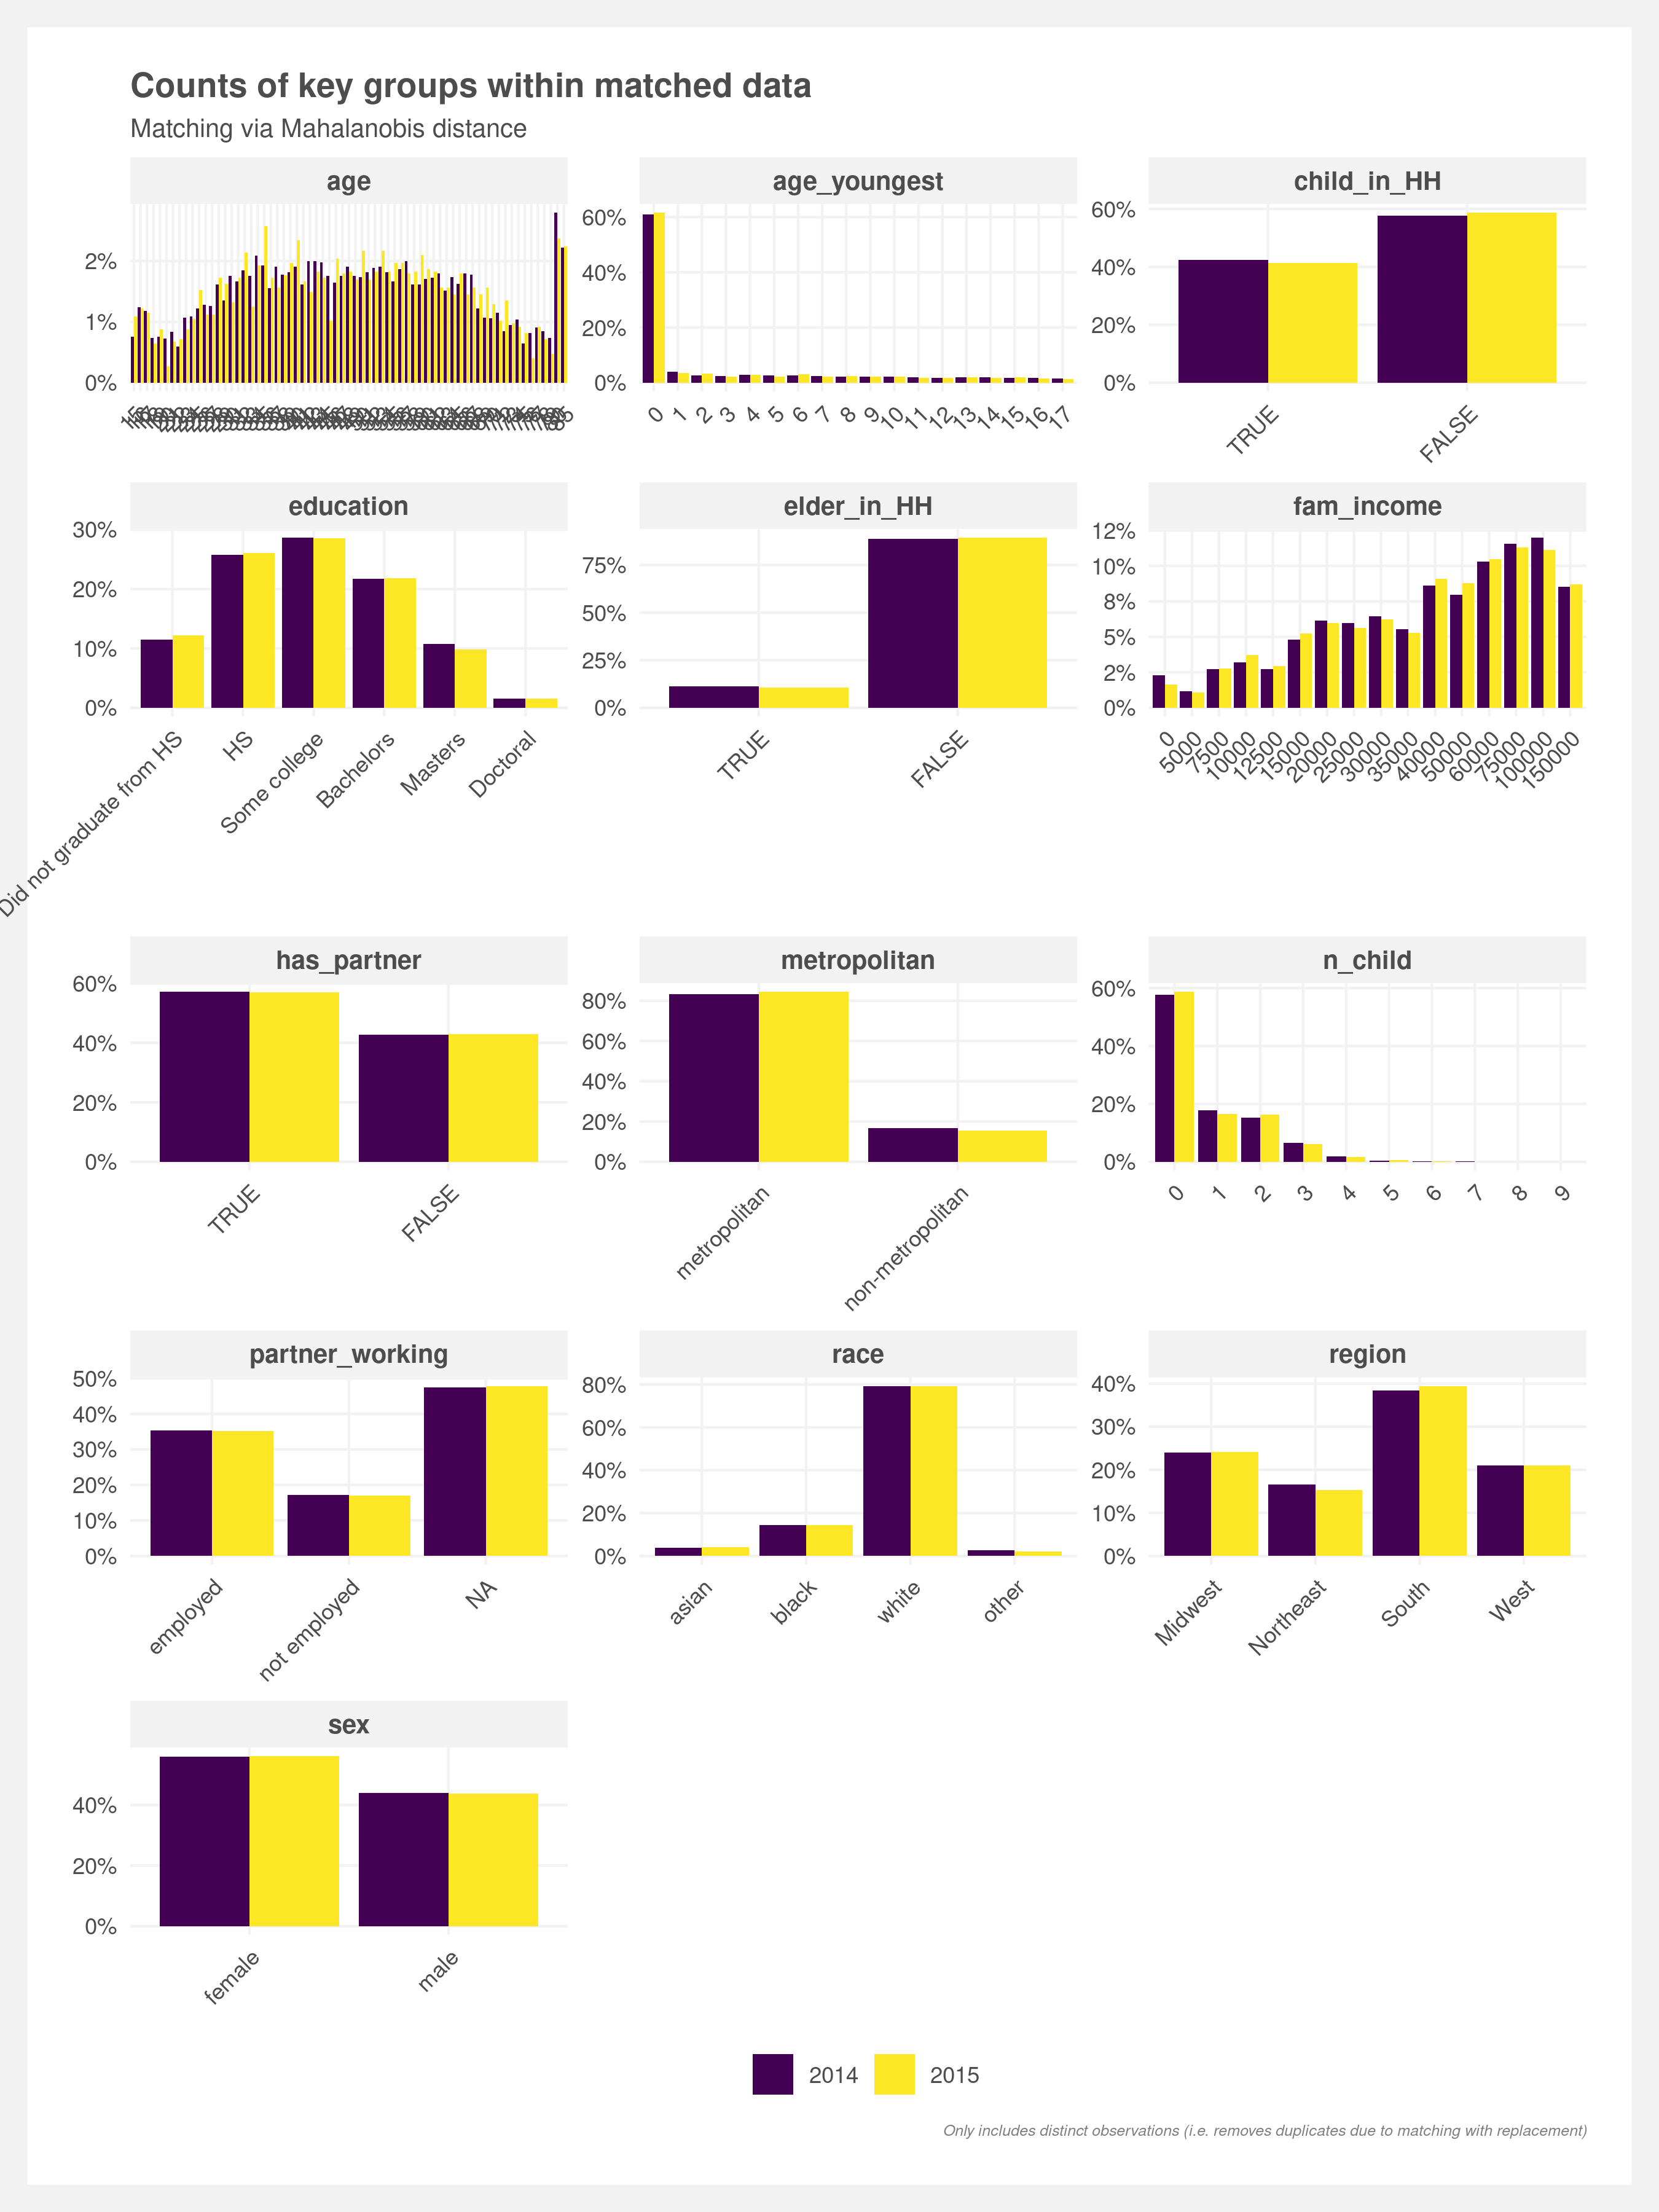 Counts of key groups within matched data
Matching via Mahalanobis distance
age
age_youngest
child_in_HH
2%
1%
0%
60%
40%
20%
0%
0 1 2 3 4 5 6 7 8 9 10 11 12 13 14 15 16 17
60%
40%
20%
0%
TRUE FALSE
education
elder_in_HH
fam_income
30%
20%
10%
0%
Did not graduate from HS
HS
Some college
Bachelors
Masters
Doctoral
75%
50%
25%
0%
TRUE FALSE
12%
10%
8%
5%
2%
0%
0 5000 7500 10000 12500 15000 20000 25000 30000 35000 40000 50000 60000 75000 100000 150000
has_partner
metropolitan
n_child
60%
40%
20%
0%
TRUE FALSE
80%
60%
40%
20%
0%
metropolitan
non-metropolitan
60%
40%
20%
0%
0 1 2 3 4 5 6 7 8 9
partner_working
race
region
50%
40%
30%
20%
10%
0%
employed
not employed
NA
80%
60%
40%
20%
0%
asian
black
white
other
40%
30%
20%
10%
0%
Midwest
Northeast
South
West
sex
40%
20%
0%
female
male
2014 2015
Only includes distinct observations (i.e. removes duplicates due to matching with replacement)